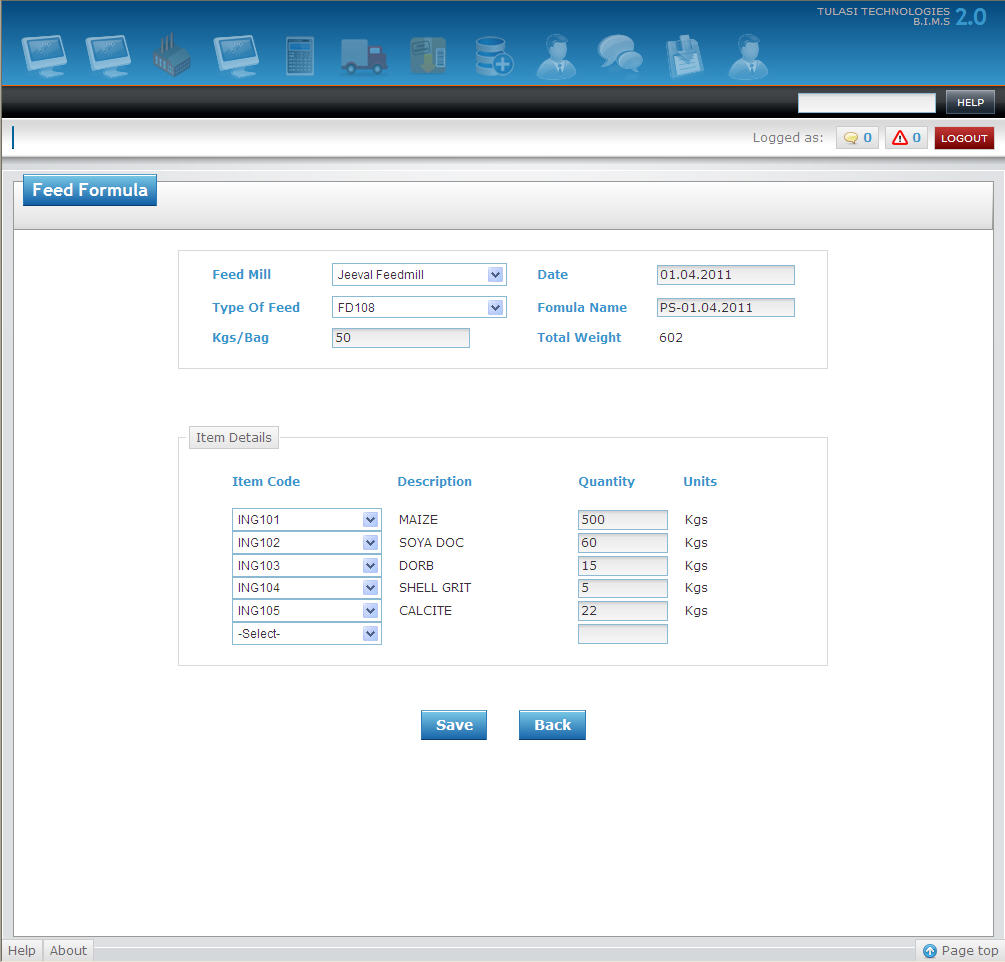 TULASI TECHNOLOGIES 2.0
B.I.M.S
HELP
Logged as: 0 0 LOGOUT
Feed Formula
Feed Mill Jeeval Feedmill Date 01.04.2011
Type Of Feed FD108 Fomula Name PS-01.04.2011
Kgs/Bag 50 Total Weight 602
Item Details
Item Code Description Quantity Units
ING101 MAIZE 500 Kgs
ING102 SOYA DOC 60 Kgs
ING103 DORB 15 Kgs
ING104 SHELL GRIT 5 Kgs
ING105 CALCITE 22 Kgs
-Select-
Save Back
Help About Page top